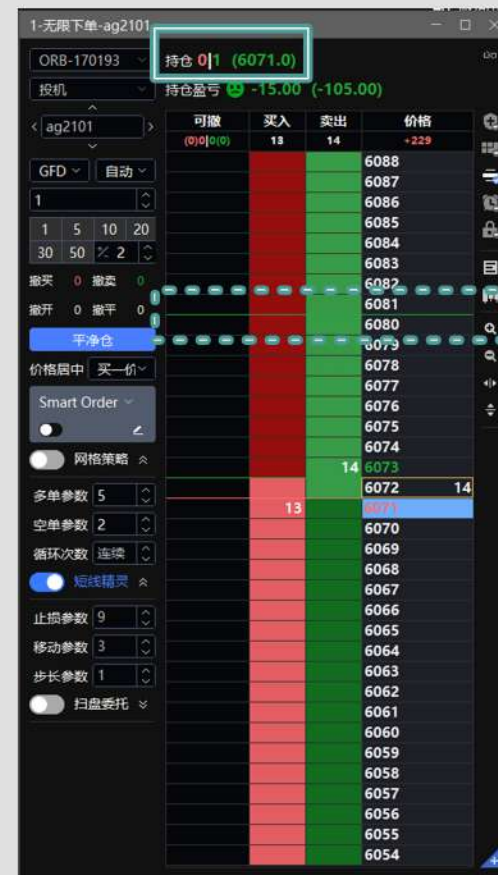 1-无限下单-ag2101
ORB-170193
持仓 0|1 (6071.0)
投机
持仓盈亏 -15.00 (-105.00)
ag2101
可撤 买入 卖出 价格
(0)0|0(0) 13 14 +229
GFD 自动
1
1 5 10 20
30 50 2
撤买 0 撤卖 0
撤开 0 撤平 0
平净仓
价格居中 买一价
Smart Order
网格策略
多单参数 5
空单参数 2
循环次数 连续
短线精灵
止损参数 9
移动参数 3
步长参数 1
扫盘委托
6088
6087
6086
6085
6084
6083
6082
6081
6080
6079
6078
6077
6076
6075
6074
14 6073
6072 14
13 6071
6070
6069
6068
6067
6066
6065
6064
6063
6062
6061
6060
6059
6058
6057
6056
6055
6054